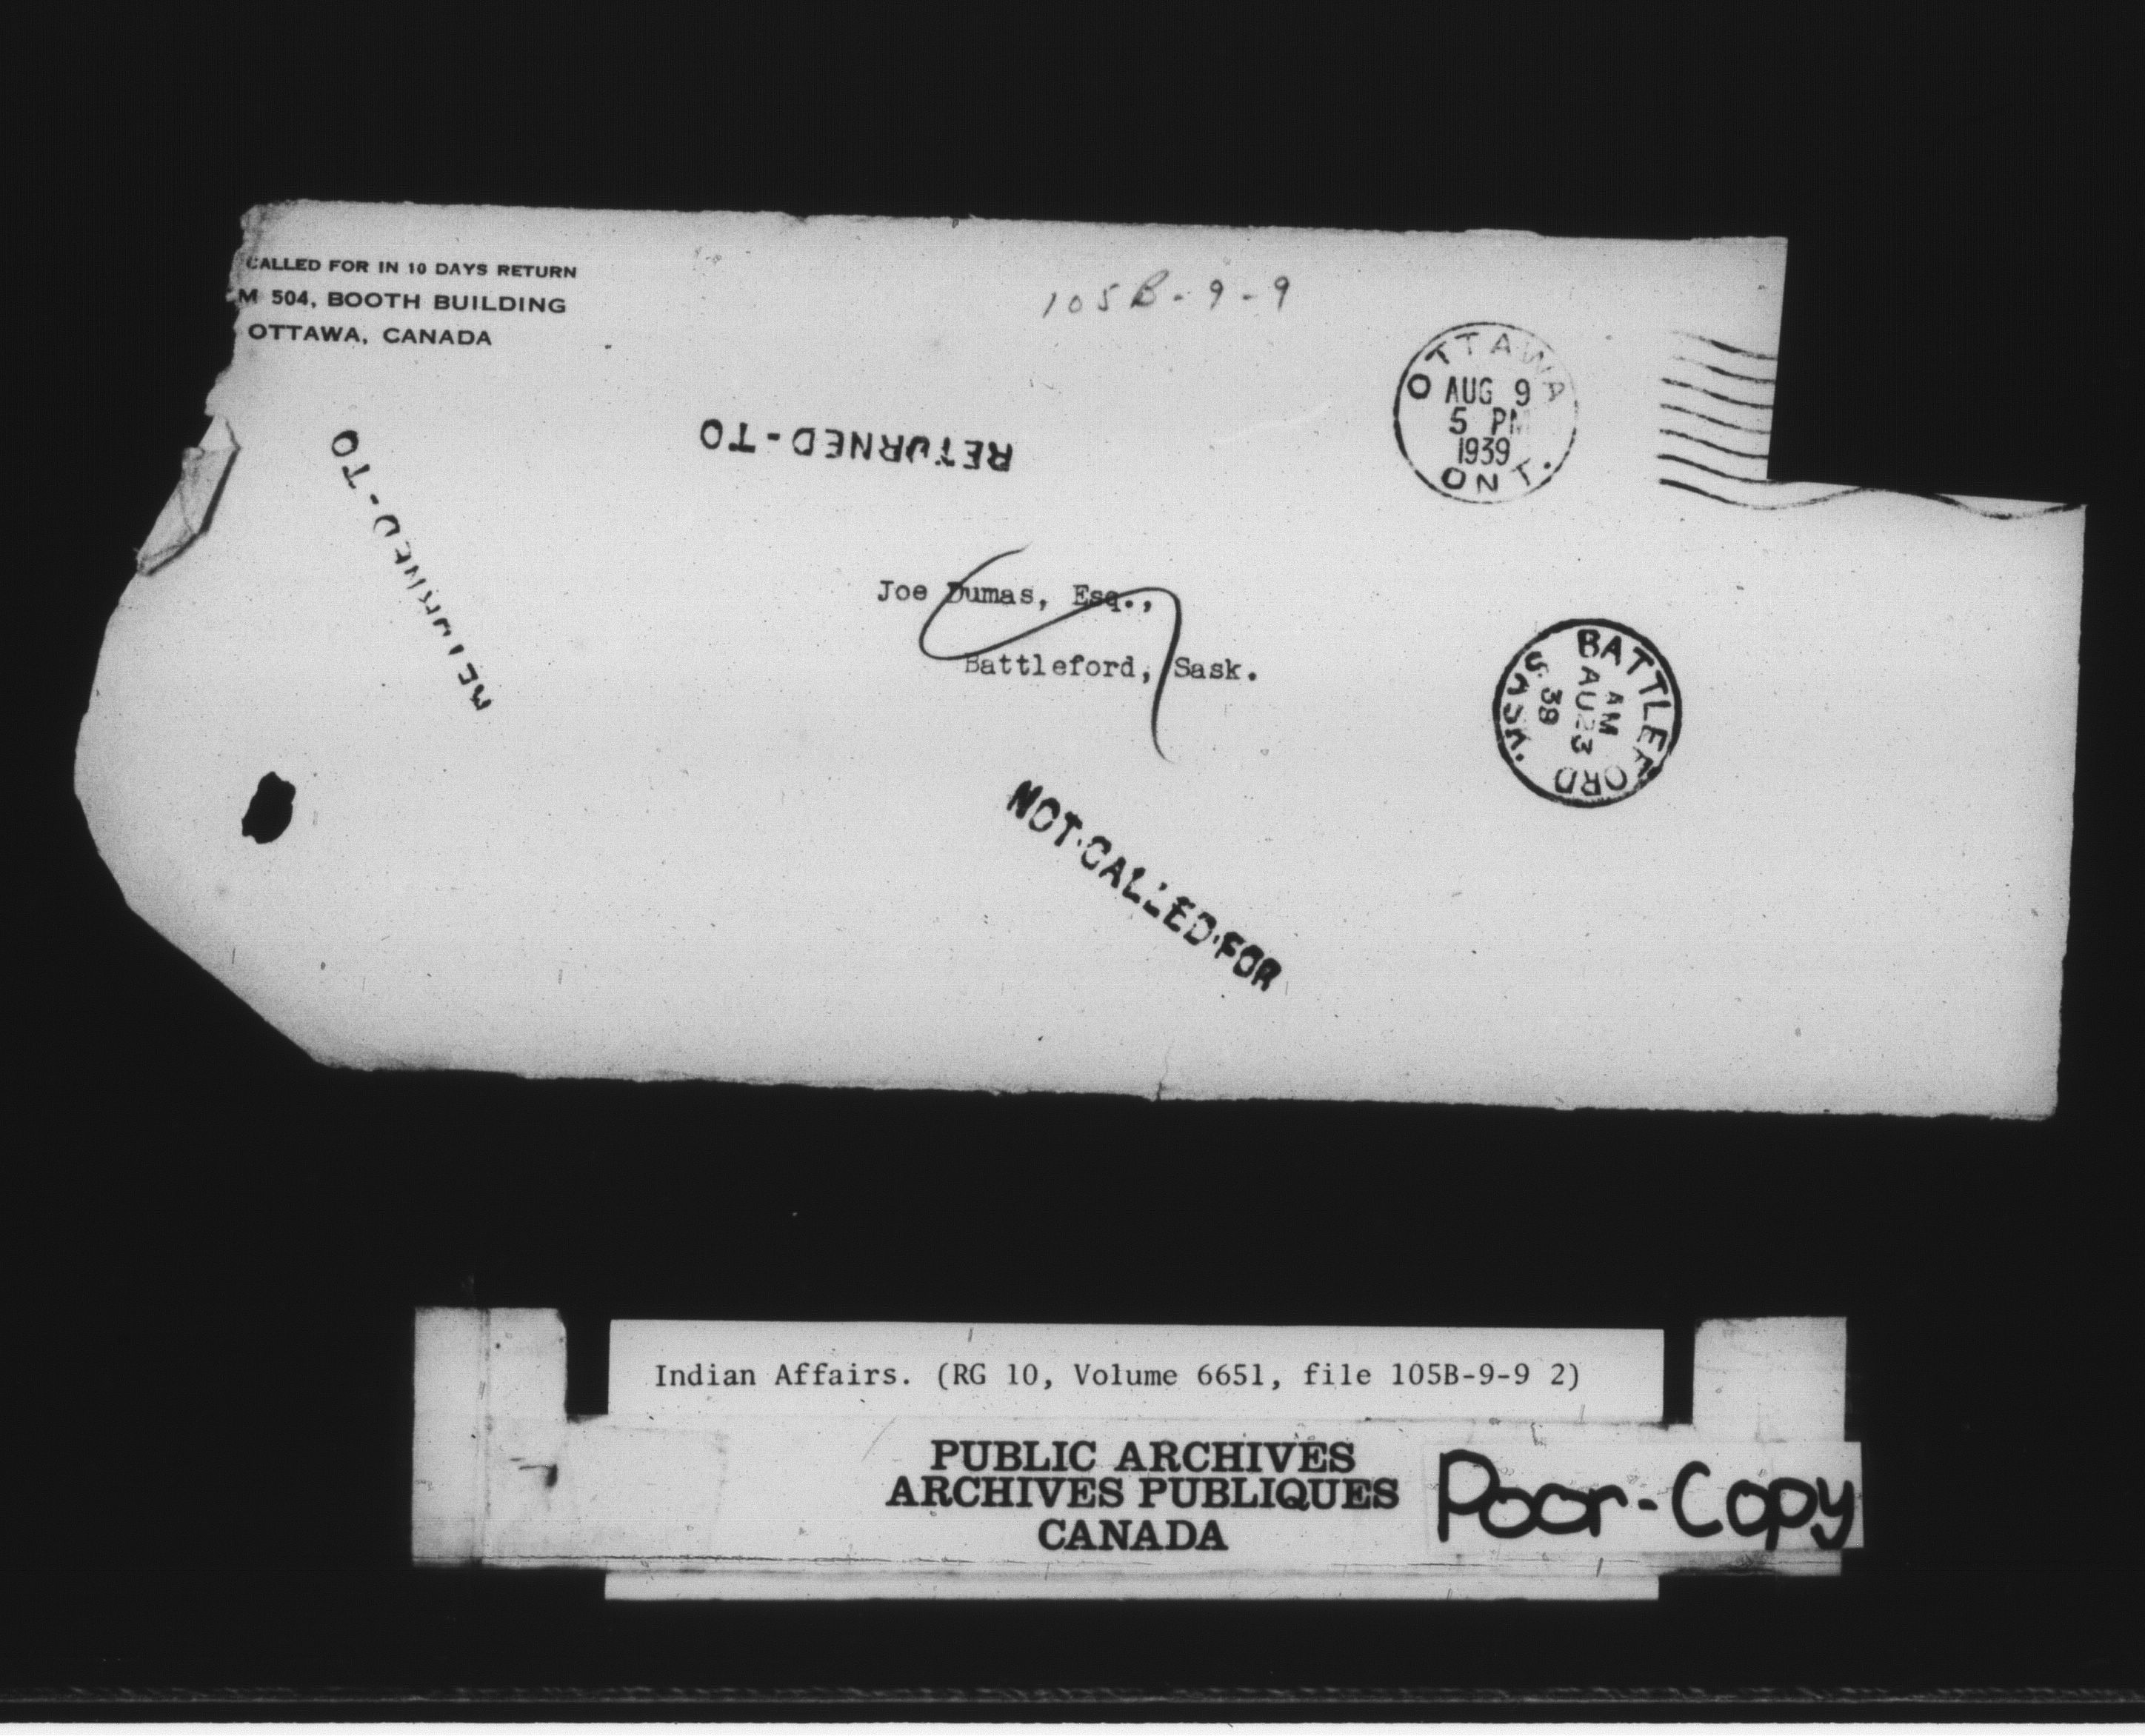 CALLED FOR IN 10 DAYS RETURN
M 504, BOOTH BUILDING
OTTAWA, CANADA
105B-9-9
OTTAWA
AUG 9
5 PM
1939
ONT.
RETURNED-TO
RETURNED-TO
Joe Dumas, Esq.,
Battleford, Sask.
BATTLEFORD
AM
AU 23
39
SASK.
NOT CALLED FOR
Indian Affairs. (RG 10, Volume 6651, file 105B-9-9 2)
PUBLIC ARCHIVES
ARCHIVES PUBLIQUES
CANADA
Poor-Copy